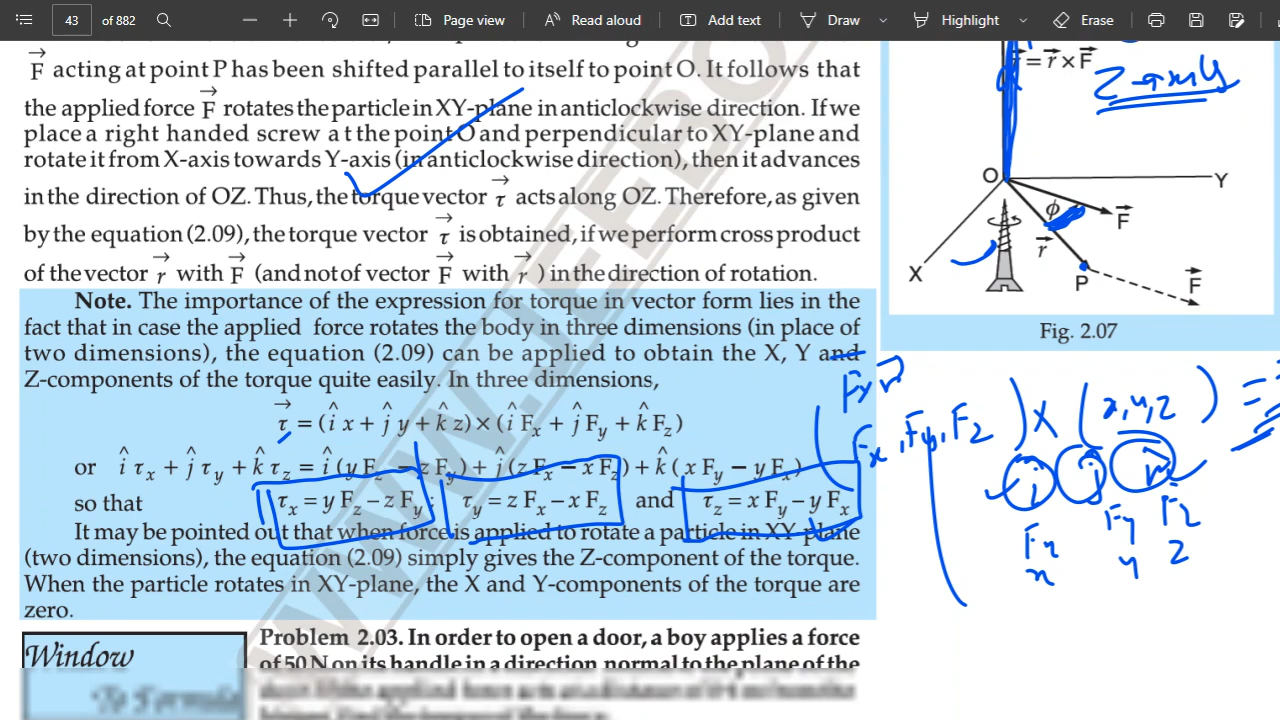 43 of 882 Page view Read aloud Add text Draw Highlight Erase
F⃗ acting at point P has been shifted parallel to itself to point O. It follows that
the applied force F⃗ rotates the particle in XY-plane in anticlockwise direction. If we
place a right handed screw a t the point O and perpendicular to XY-plane and
rotate it from X-axis towards Y-axis (in anticlockwise direction), then it advances
in the direction of OZ. Thus, the torque vector τ⃗ acts along OZ. Therefore, as given
by the equation (2.09), the torque vector τ⃗ is obtained, if we perform cross product
of the vector r⃗ with F⃗ (and not of vector F⃗ with r⃗ ) in the direction of rotation.
Note. The importance of the expression for torque in vector form lies in the
fact that in case the applied force rotates the body in three dimensions (in place of
two dimensions), the equation (2.09) can be applied to obtain the X, Y and
Z-components of the torque quite easily. In three dimensions,
τ⃗ = (î x + ĵ y + k̂ z) × (î Fx + ĵ Fy + k̂ Fz)
or î τx + ĵ τy + k̂ τz = î (y Fz – z Fy) + ĵ (z Fx – x Fz) + k̂ (x Fy – y Fx)
so that τx = y Fz – z Fy ; τy = z Fx – x Fz and τz = x Fy – y Fx
It may be pointed out that when force is applied to rotate a particle in XY-plane
(two dimensions), the equation (2.09) simply gives the Z-component of the torque.
When the particle rotates in XY-plane, the X and Y-components of the torque are
zero.
Window
To Formula
Problem 2.03. In order to open a door, a boy applies a force
of 50 N on its handle in a direction normal to the plane of the
= r⃗ × F⃗
Z-axis
O
Y
ϕ
F⃗
r⃗
X
P
F⃗
Fig. 2.07
Fx, Fy, Fz ) X ( x, y, z ) =
i j
Fx Fy Fz
x y z